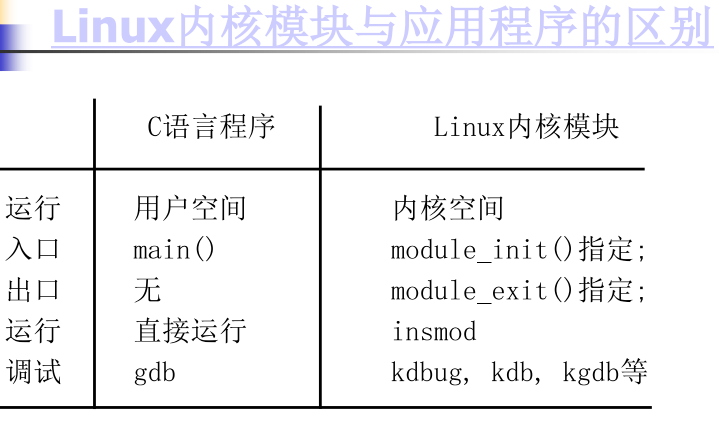 Linux内核模块与应用程序的区别
C语言程序 Linux内核模块
运行 用户空间 内核空间
入口 main() module_init()指定;
出口 无 module_exit()指定;
运行 直接运行 insmod
调试 gdb kdbug, kdb, kgdb等